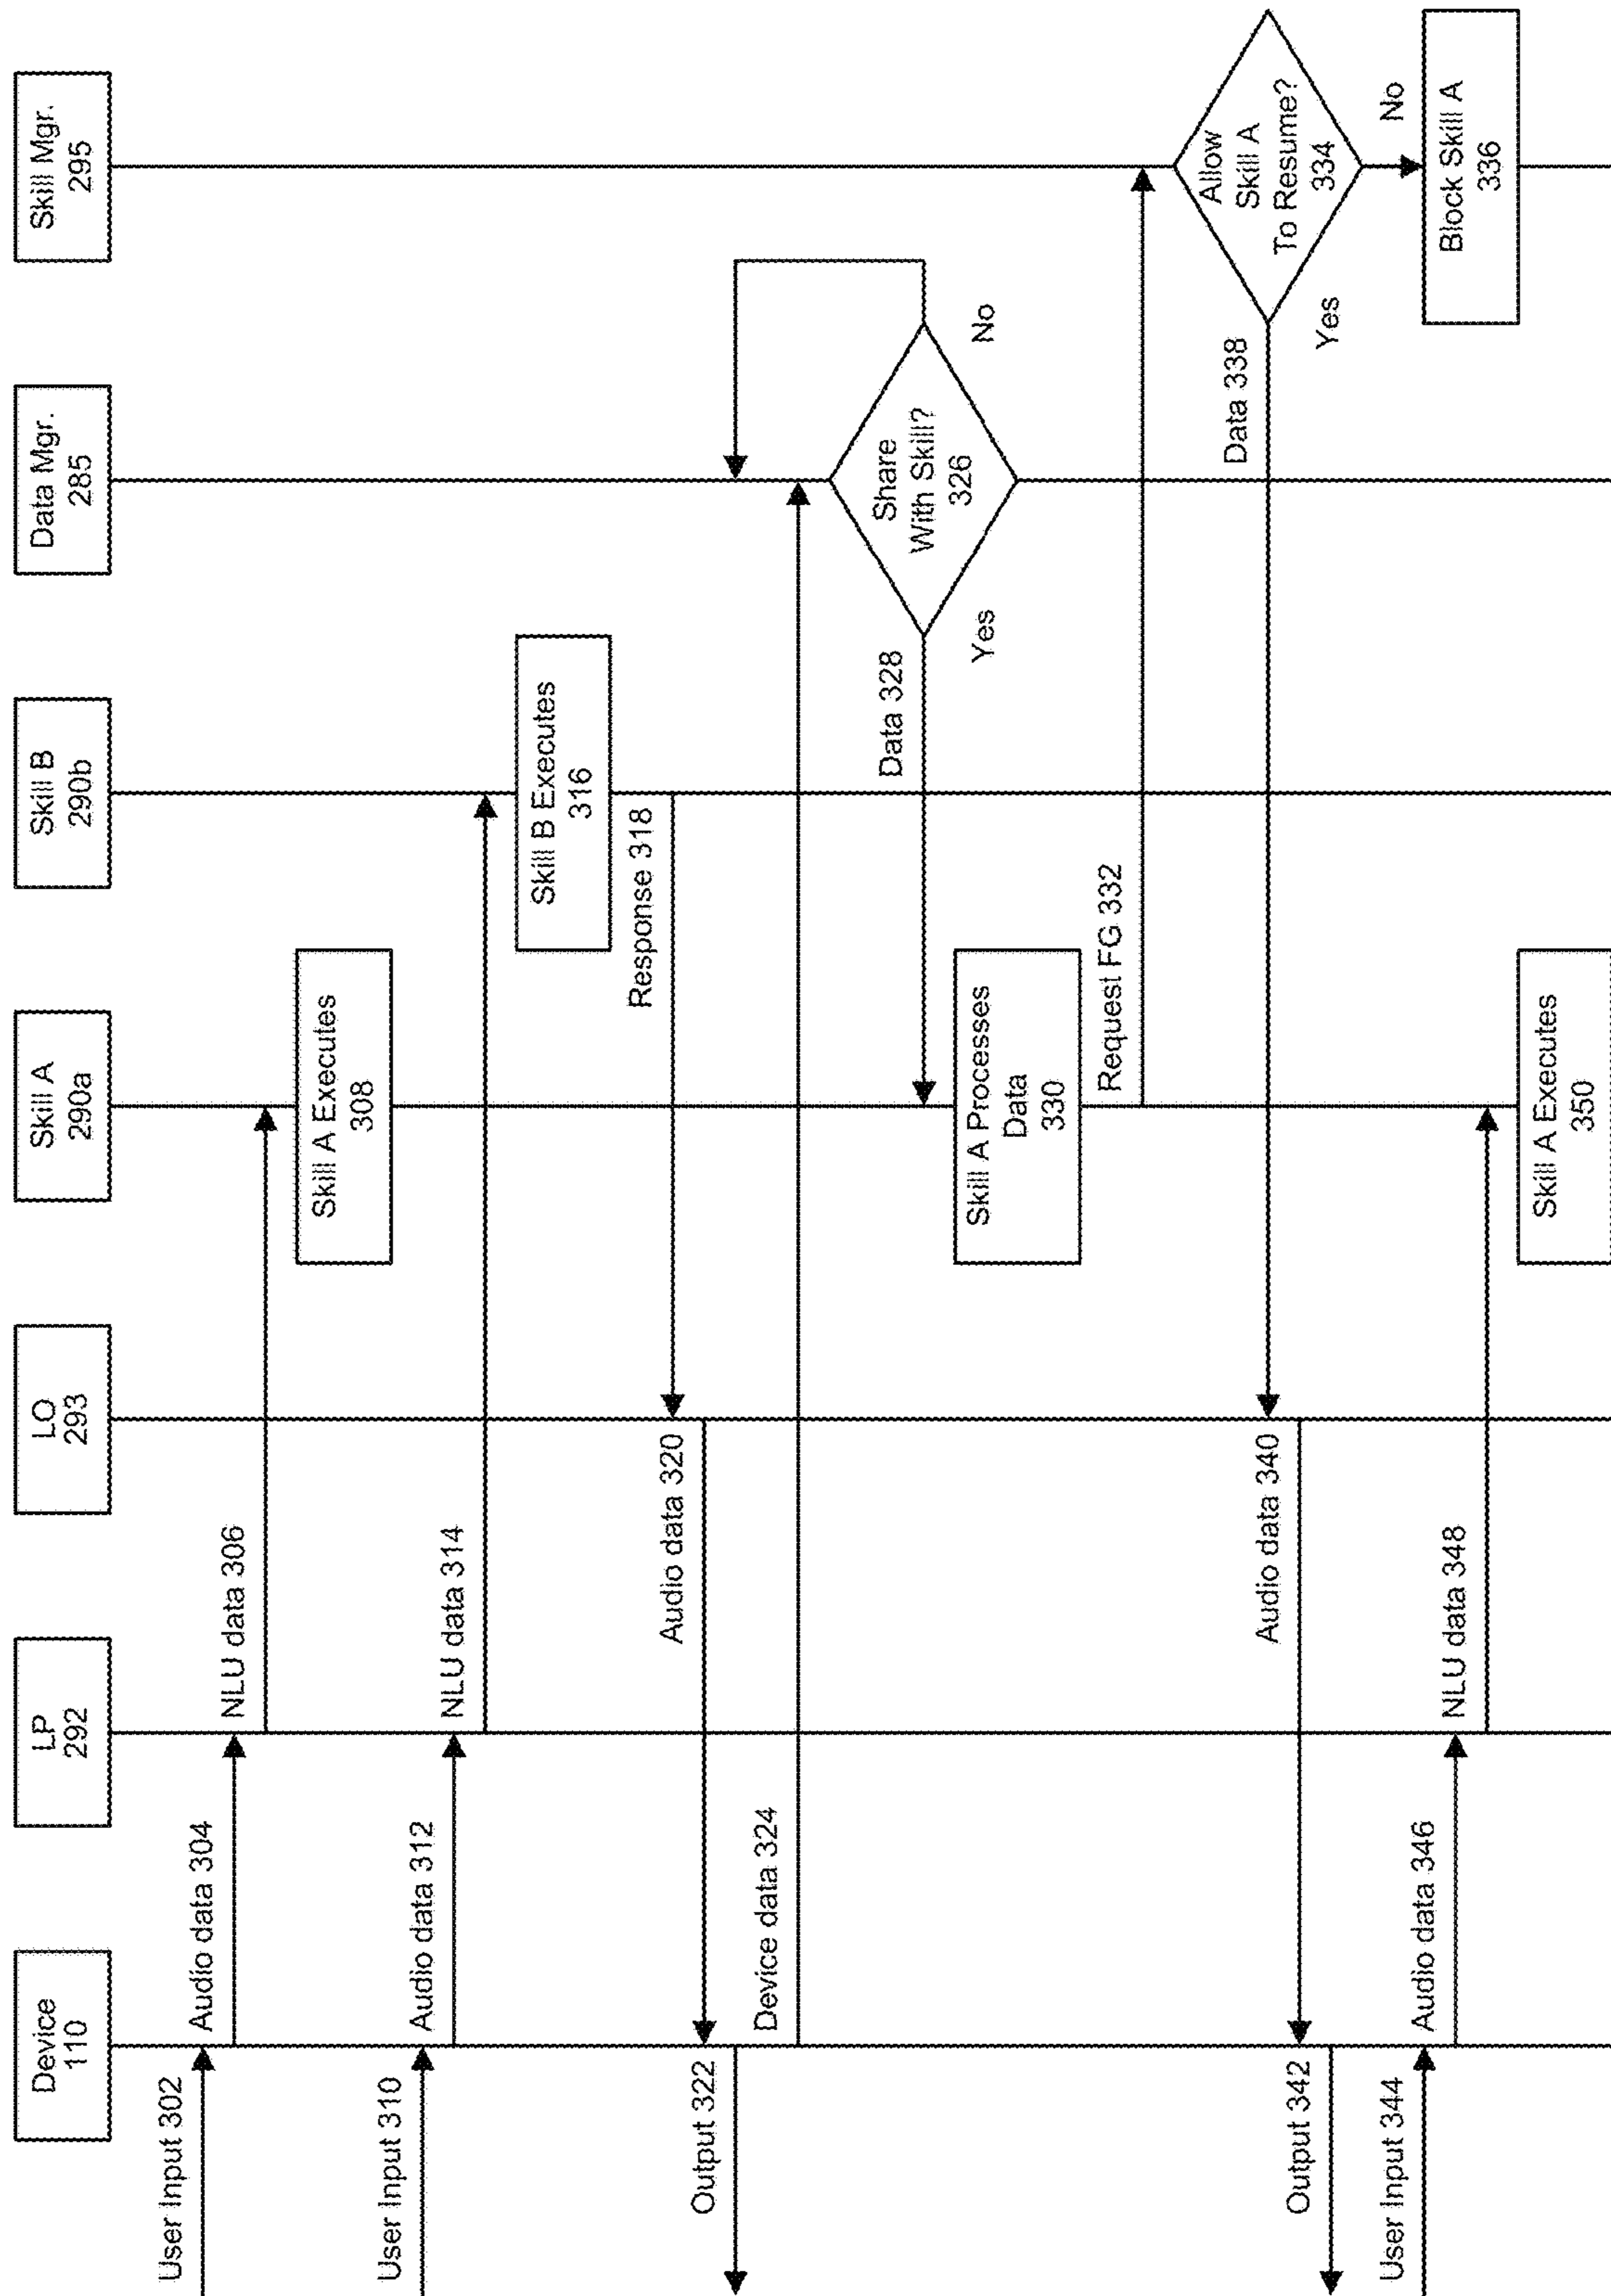 Device
110
LP
292
LO
293
Skill A
290a
Skill B
290b
Data Mgr.
285
Skill Mgr.
295
User Input 302
Audio data 304
NLU data 306
Skill A Executes
308
User Input 310
Audio data 312
NLU data 314
Skill B Executes
316
Response 318
Audio data 320
Output 322
Device data 324
Share
With Skill?
326
No
Yes
Data 328
Skill A Processes
Data
330
Request FG 332
Allow
Skill A
To Resume?
334
No
Block Skill A
336
Yes
Data 338
Audio data 340
Output 342
User Input 344
Audio data 346
NLU data 348
Skill A Executes
350